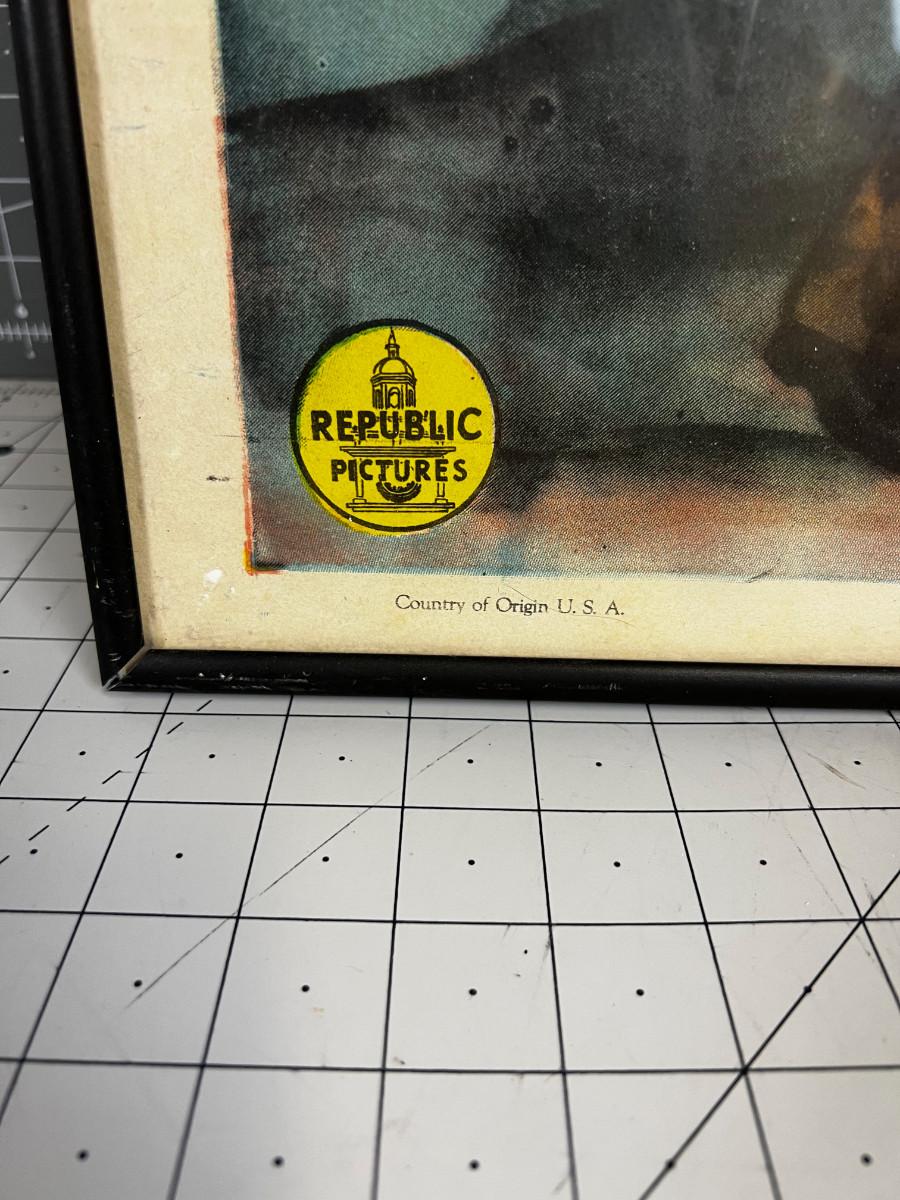 REPUBLIC
PICTURES
Country of Origin U. S. A.